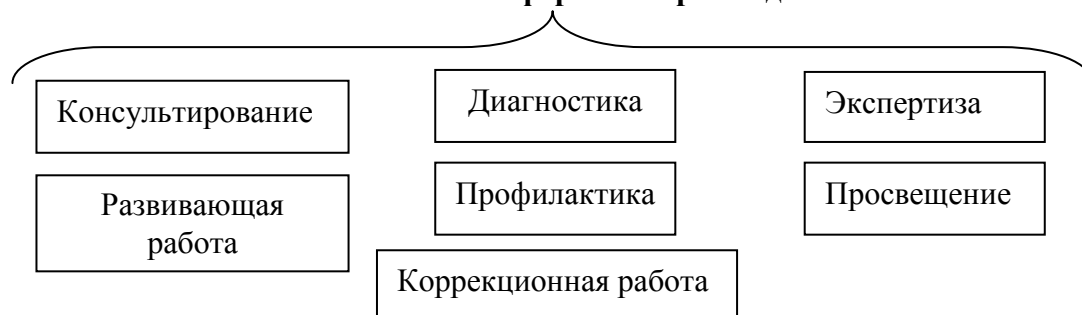 Консультирование
Диагностика
Экспертиза
Развивающая
работа
Профилактика
Просвещение
Коррекционная работа